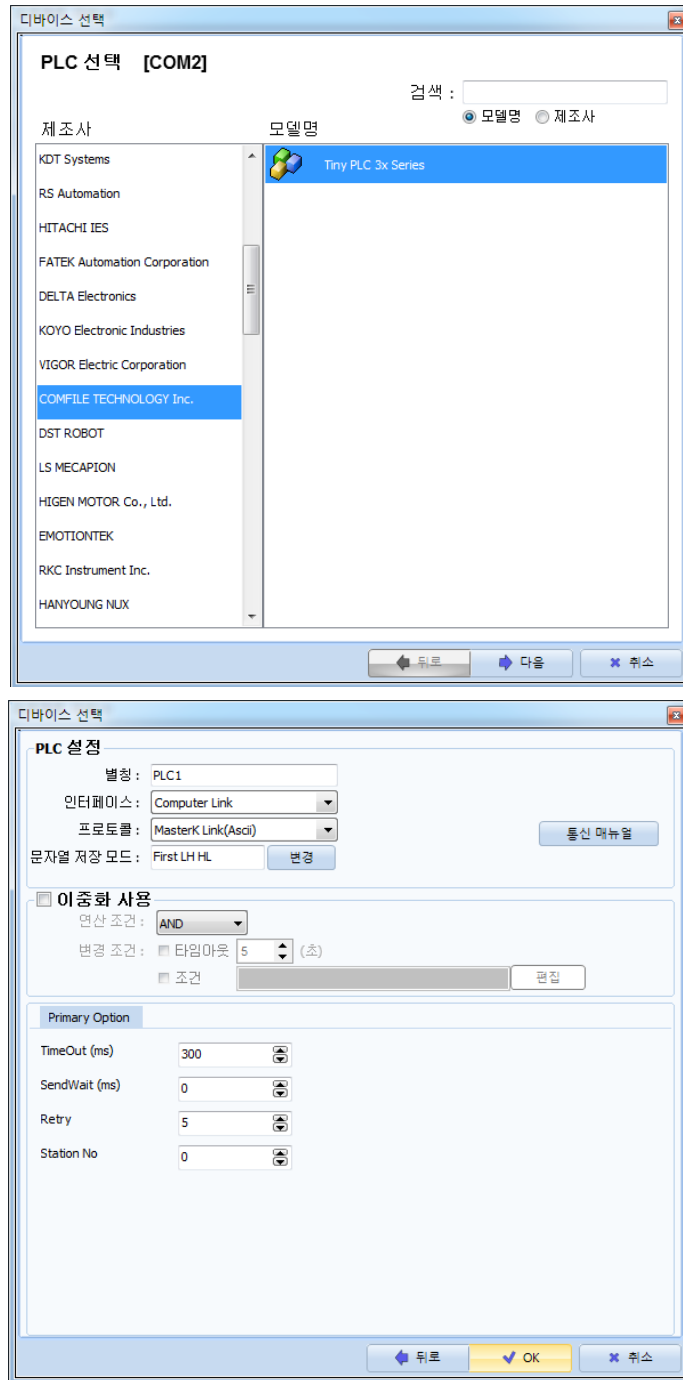 디바이스 선택
PLC 선택 [COM2]
검색 :
모델명 제조사
제조사 모델명
KDT Systems
Tiny PLC 3x Series
RS Automation
HITACHI IES
FATEK Automation Corporation
DELTA Electronics
KOYO Electronic Industries
VIGOR Electric Corporation
COMFILE TECHNOLOGY Inc.
DST ROBOT
LS MECAPION
HIGEN MOTOR Co., Ltd.
EMOTIONTEK
RKC Instrument Inc.
HANYOUNG NUX
뒤로 다음 취소
디바이스 선택
PLC 설정
별칭 : PLC1
인터페이스 : Computer Link
프로토콜 : MasterK Link(Ascii) 통신 매뉴얼
문자열 저장 모드 : First LH HL 변경
이중화 사용
연산 조건 : AND
변경 조건 : 타임아웃 5 (초)
조건 편집
Primary Option
TimeOut (ms) 300
SendWait (ms) 0
Retry 5
Station No 0
뒤로 OK 취소